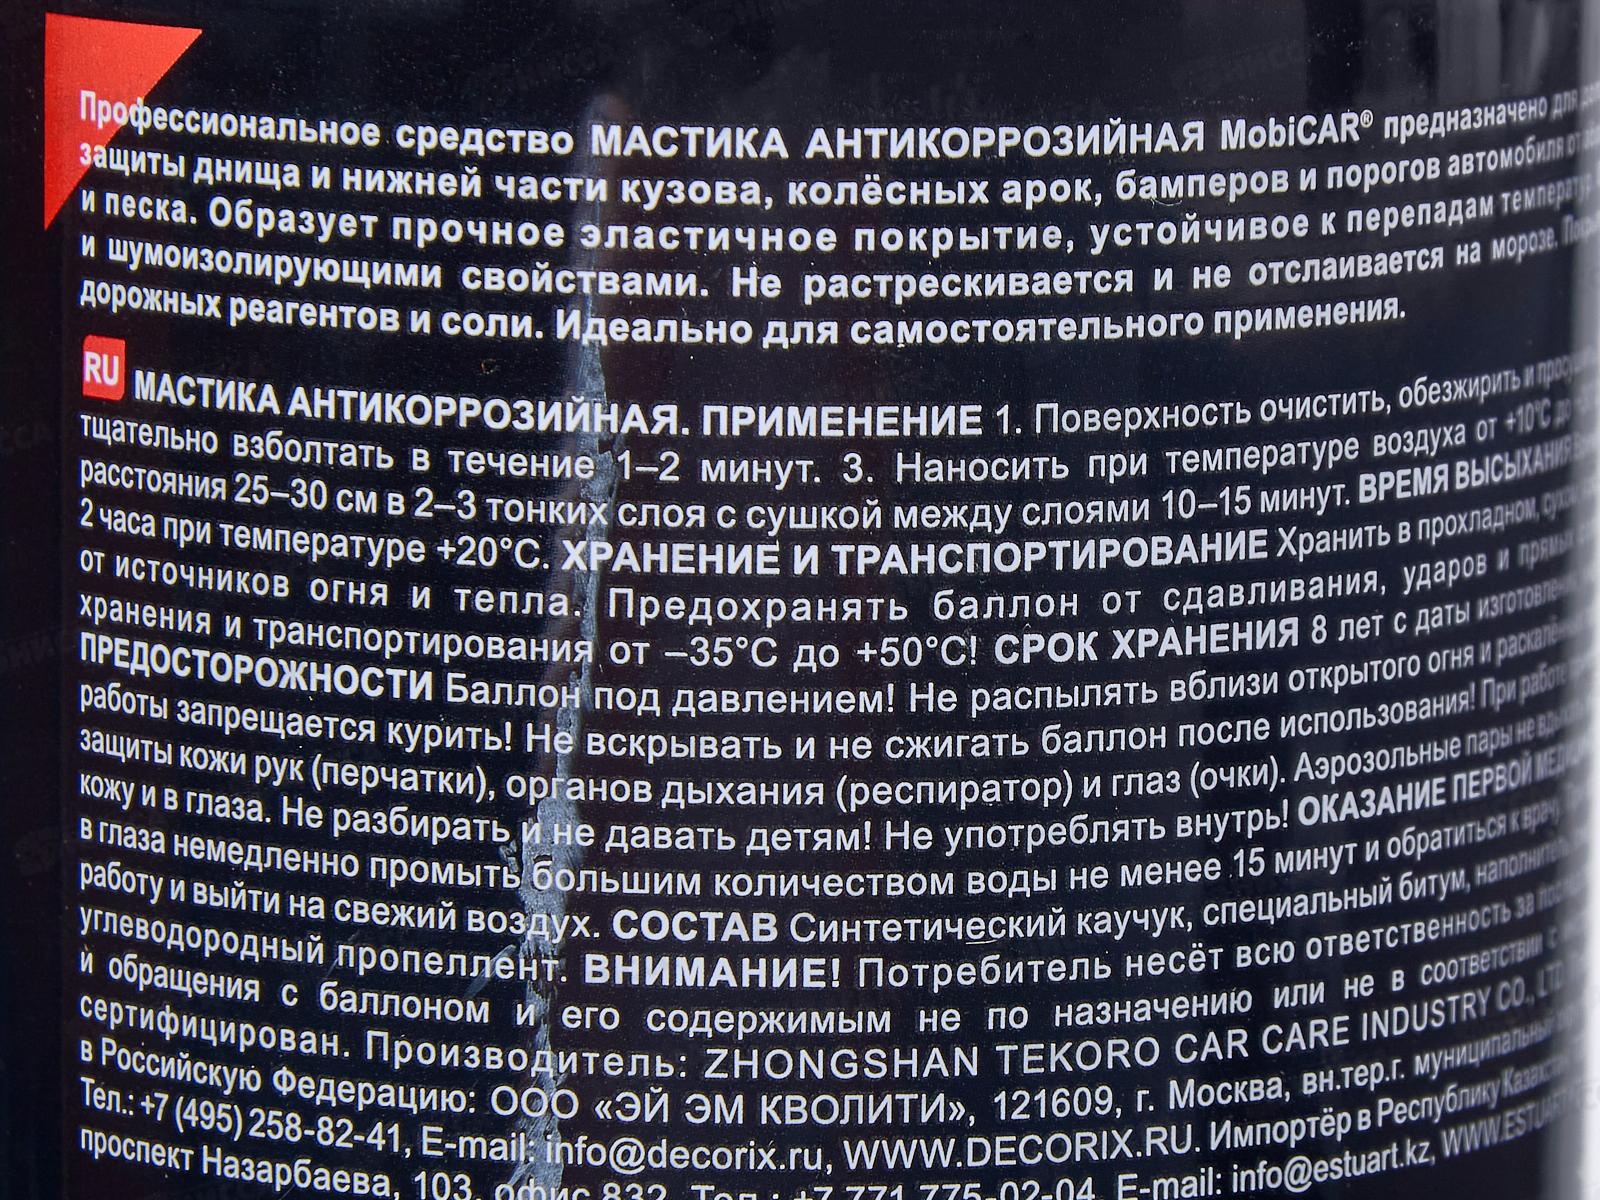 Профессиональное средство МАСТИКА АНТИКОРРОЗИЙНАЯ MobiCAR® предназначено для
защиты днища и нижней части кузова, колёсных арок, бамперов и порогов автомобиля от
и песка. Образует прочное эластичное покрытие, устойчивое к перепадам температур.
и шумоизолирующими свойствами. Не растрескивается и не отслаивается на морозе.
дорожных реагентов и соли. Идеально для самостоятельного применения.
RU МАСТИКА АНТИКОРРОЗИЙНАЯ. ПРИМЕНЕНИЕ 1. Поверхность очистить, обезжирить и
тщательно взболтать в течение 1–2 минут. 3. Наносить при температуре воздуха от +10°C до
расстояния 25–30 см в 2–3 тонких слоя с сушкой между слоями 10–15 минут. ВРЕМЯ ВЫСЫХАНИЯ
2 часа при температуре +20°C. ХРАНЕНИЕ И ТРАНСПОРТИРОВАНИЕ Хранить в прохладном,
от источников огня и тепла. Предохранять баллон от сдавливания, ударов и прямых
хранения и транспортирования от –35°C до +50°C! СРОК ХРАНЕНИЯ 8 лет с даты
ПРЕДОСТОРОЖНОСТИ Баллон под давлением! Не распылять вблизи открытого огня и
работы запрещается курить! Не вскрывать и не сжигать баллон после использования! При работе
защиты кожи рук (перчатки), органов дыхания (респиратор) и глаз (очки). Аэрозольные пары не
кожу и в глаза. Не разбирать и не давать детям! Не употреблять внутрь! ОКАЗАНИЕ ПЕРВОЙ
в глаза немедленно промыть большим количеством воды не менее 15 минут и обратиться к врачу.
работу и выйти на свежий воздух. СОСТАВ Синтетический каучук, специальный битум,
углеводородный пропеллент. ВНИМАНИЕ! Потребитель несёт всю ответственность за
и обращения с баллоном и его содержимым не по назначению или не в соответствии с
сертифицирован. Производитель: ZHONGSHAN TEKORO CAR CARE INDUSTRY CO., LTD
в Российскую Федерацию: ООО «ЭЙ ЭМ КВОЛИТИ», 121609, г. Москва, вн.тер.г. муниципальный
Тел.: +7 (495) 258-82-41, E-mail: info@decorix.ru, WWW.DECORIX.RU. Импортёр в Республику Казахстан
проспект Назарбаева, 103, офис 832. Тел.: +7 771 775-02-04, E-mail: info@estuart.kz,